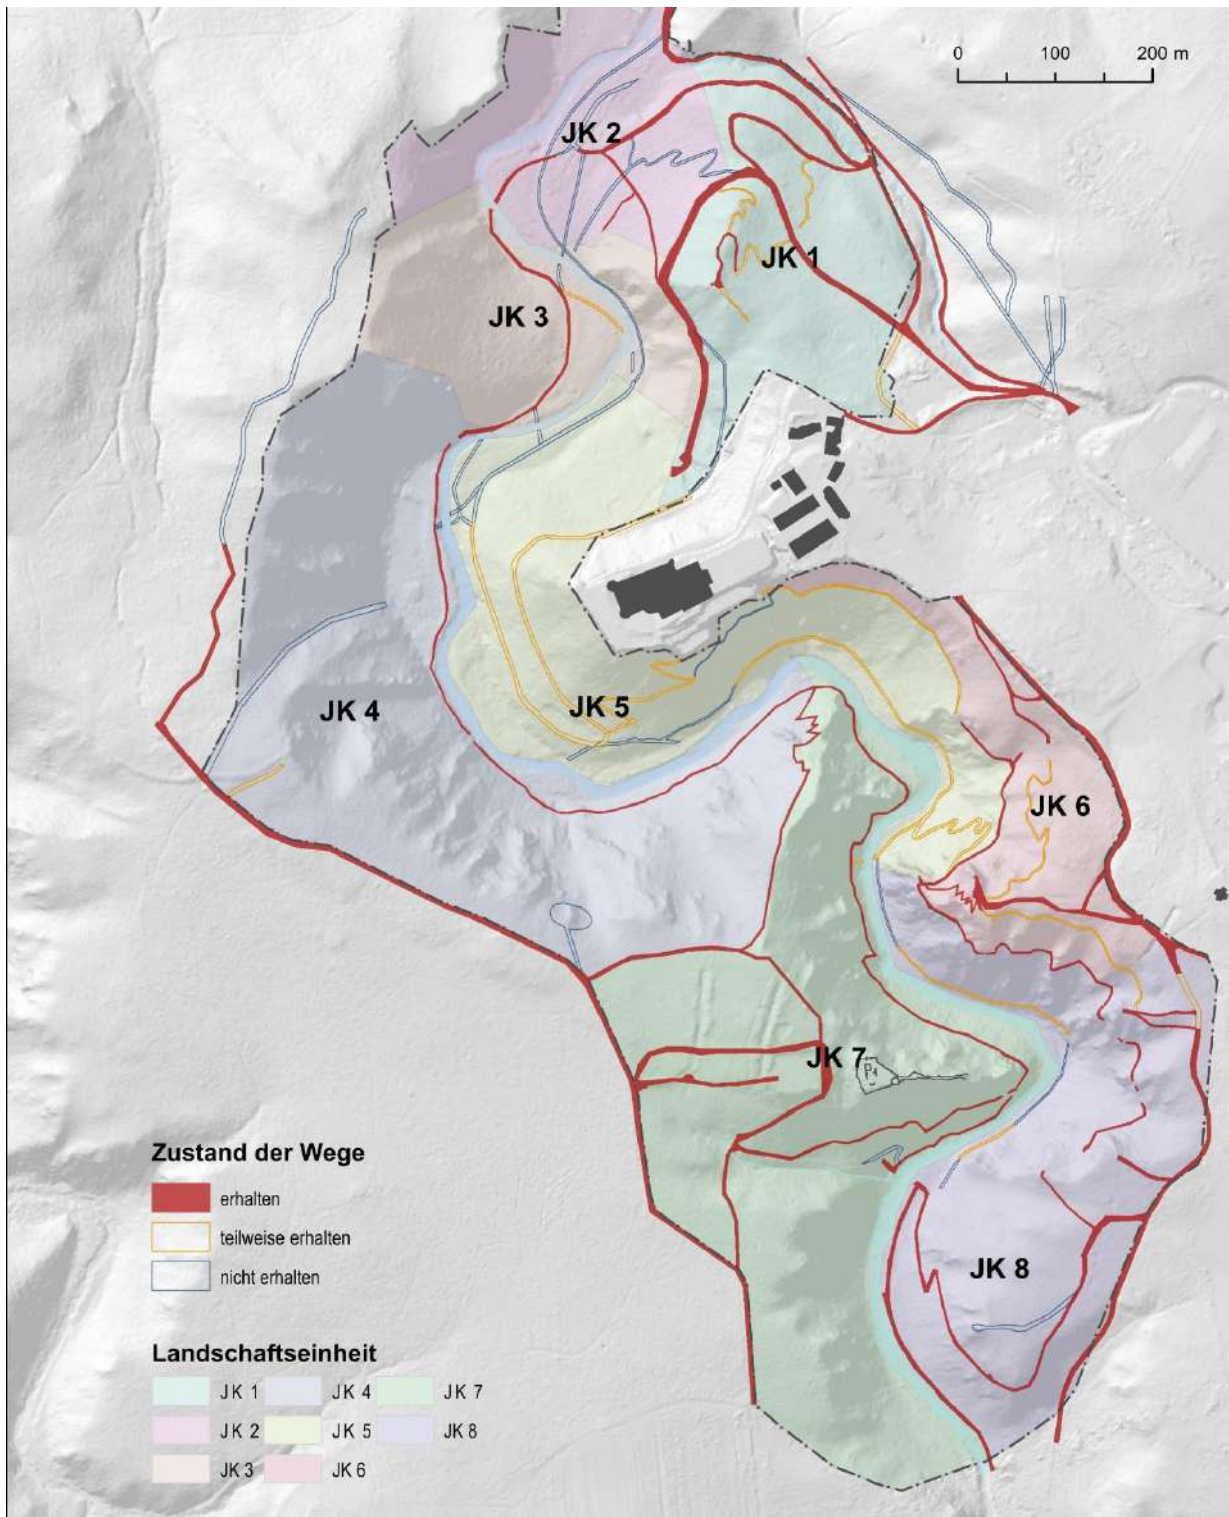 0 100 200 m
JK 2
JK 1
JK 3
JK 4
JK 5
JK 6
JK 7
JK 8
Zustand der Wege
erhalten
teilweise erhalten
nicht erhalten
Landschaftseinheit
JK 1 JK 4 JK 7
JK 2 JK 5 JK 8
JK 3 JK 6